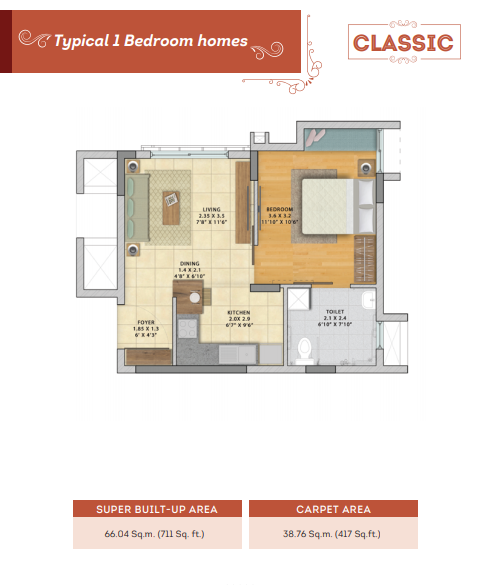 Typical 1 Bedroom homes
CLASSIC
LIVING
2.35 X 3.5
7'8" X 11'6"
BEDROOM
3.6 X 3.2
11'10" X 10'6"
DINING
1.4 X 2.1
4'8" X 6'10"
FOYER
1.85 X 1.3
6' X 4'3"
KITCHEN
2.0X 2.9
6'7" X 9'6"
TOILET
2.1 X 2.4
6'10" X 7'10"
SUPER BUILT-UP AREA
66.04 Sq.m. (711 Sq. ft.)
CARPET AREA
38.76 Sq.m. (417 Sq.ft.)